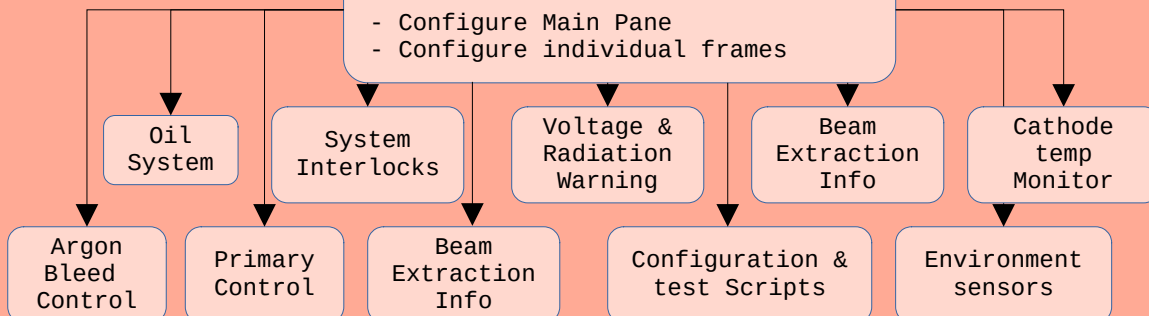 - Configure Main Pane
- Configure individual frames
Oil
System
System
Interlocks
Voltage &
Radiation
Warning
Beam
Extraction
Info
Cathode
temp
Monitor
Argon
Bleed
Control
Primary
Control
Beam
Extraction
Info
Configuration &
test Scripts
Environment
sensors